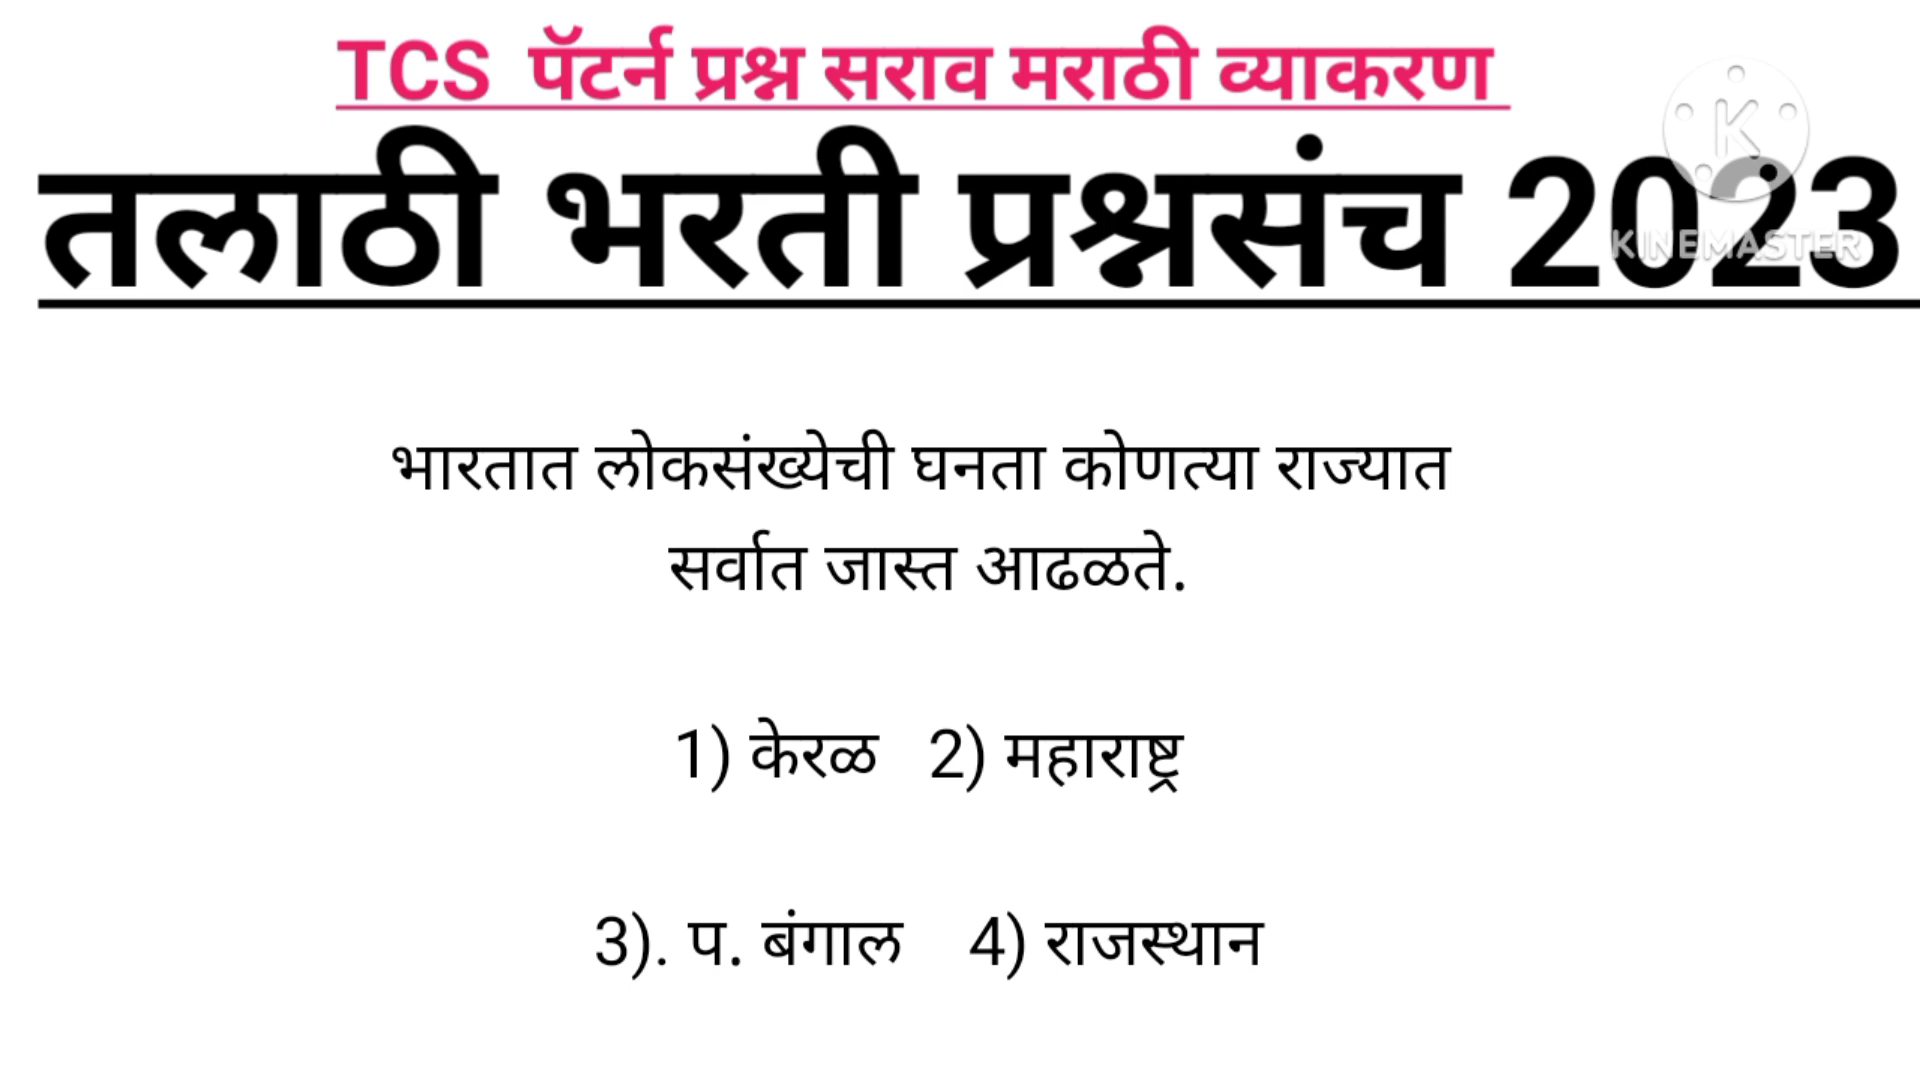 TCS पॅटर्न प्रश्न सराव मराठी व्याकरण
तलाठी भरती प्रश्नसंच 2023
K
KINEMASTER
भारतात लोकसंख्येची घनता कोणत्या राज्यात
सर्वात जास्त आढळते.
1) केरळ 2) महाराष्ट्र
3). प. बंगाल 4) राजस्थान